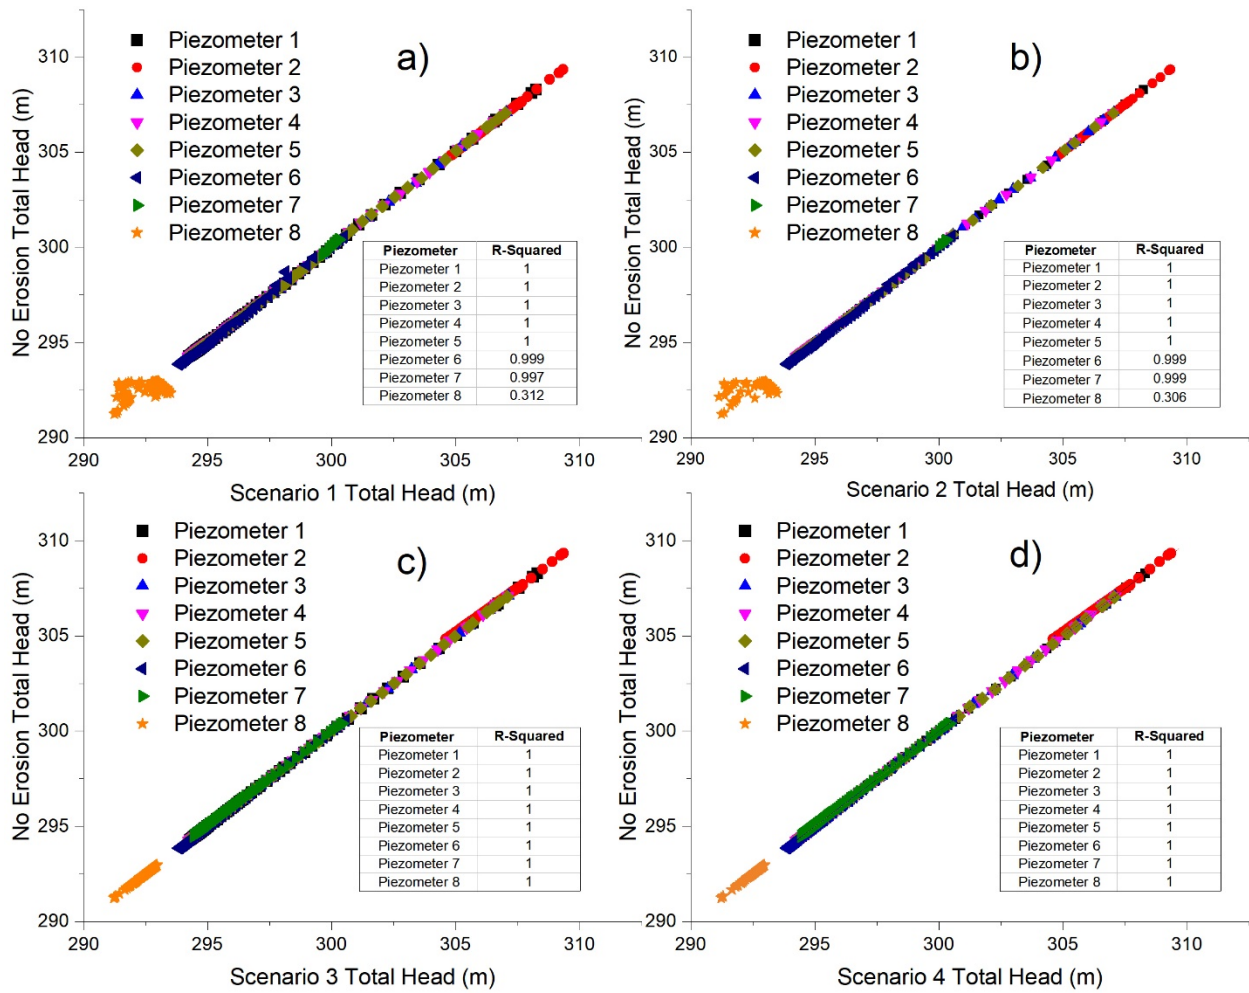 a)
No Erosion Total Head (m)
310
305
300
295
290
Piezometer 1
Piezometer 2
Piezometer 3
Piezometer 4
Piezometer 5
Piezometer 6
Piezometer 7
Piezometer 8
Piezometer R-Squared
Piezometer 1 1
Piezometer 2 1
Piezometer 3 1
Piezometer 4 1
Piezometer 5 1
Piezometer 6 0.999
Piezometer 7 0.997
Piezometer 8 0.312
290 295 300 305 310
Scenario 1 Total Head (m)
b)
No Erosion Total Head (m)
310
305
300
295
290
Piezometer 1
Piezometer 2
Piezometer 3
Piezometer 4
Piezometer 5
Piezometer 6
Piezometer 7
Piezometer 8
Piezometer R-Squared
Piezometer 1 1
Piezometer 2 1
Piezometer 3 1
Piezometer 4 1
Piezometer 5 1
Piezometer 6 0.999
Piezometer 7 0.999
Piezometer 8 0.306
290 295 300 305 310
Scenario 2 Total Head (m)
c)
No Erosion Total Head (m)
310
305
300
295
290
Piezometer 1
Piezometer 2
Piezometer 3
Piezometer 4
Piezometer 5
Piezometer 6
Piezometer 7
Piezometer 8
Piezometer R-Squared
Piezometer 1 1
Piezometer 2 1
Piezometer 3 1
Piezometer 4 1
Piezometer 5 1
Piezometer 6 1
Piezometer 7 1
Piezometer 8 1
290 295 300 305 310
Scenario 3 Total Head (m)
d)
No Erosion Total Head (m)
310
305
300
295
290
Piezometer 1
Piezometer 2
Piezometer 3
Piezometer 4
Piezometer 5
Piezometer 6
Piezometer 7
Piezometer 8
Piezometer R-Squared
Piezometer 1 1
Piezometer 2 1
Piezometer 3 1
Piezometer 4 1
Piezometer 5 1
Piezometer 6 1
Piezometer 7 1
Piezometer 8 1
290 295 300 305 310
Scenario 4 Total Head (m)